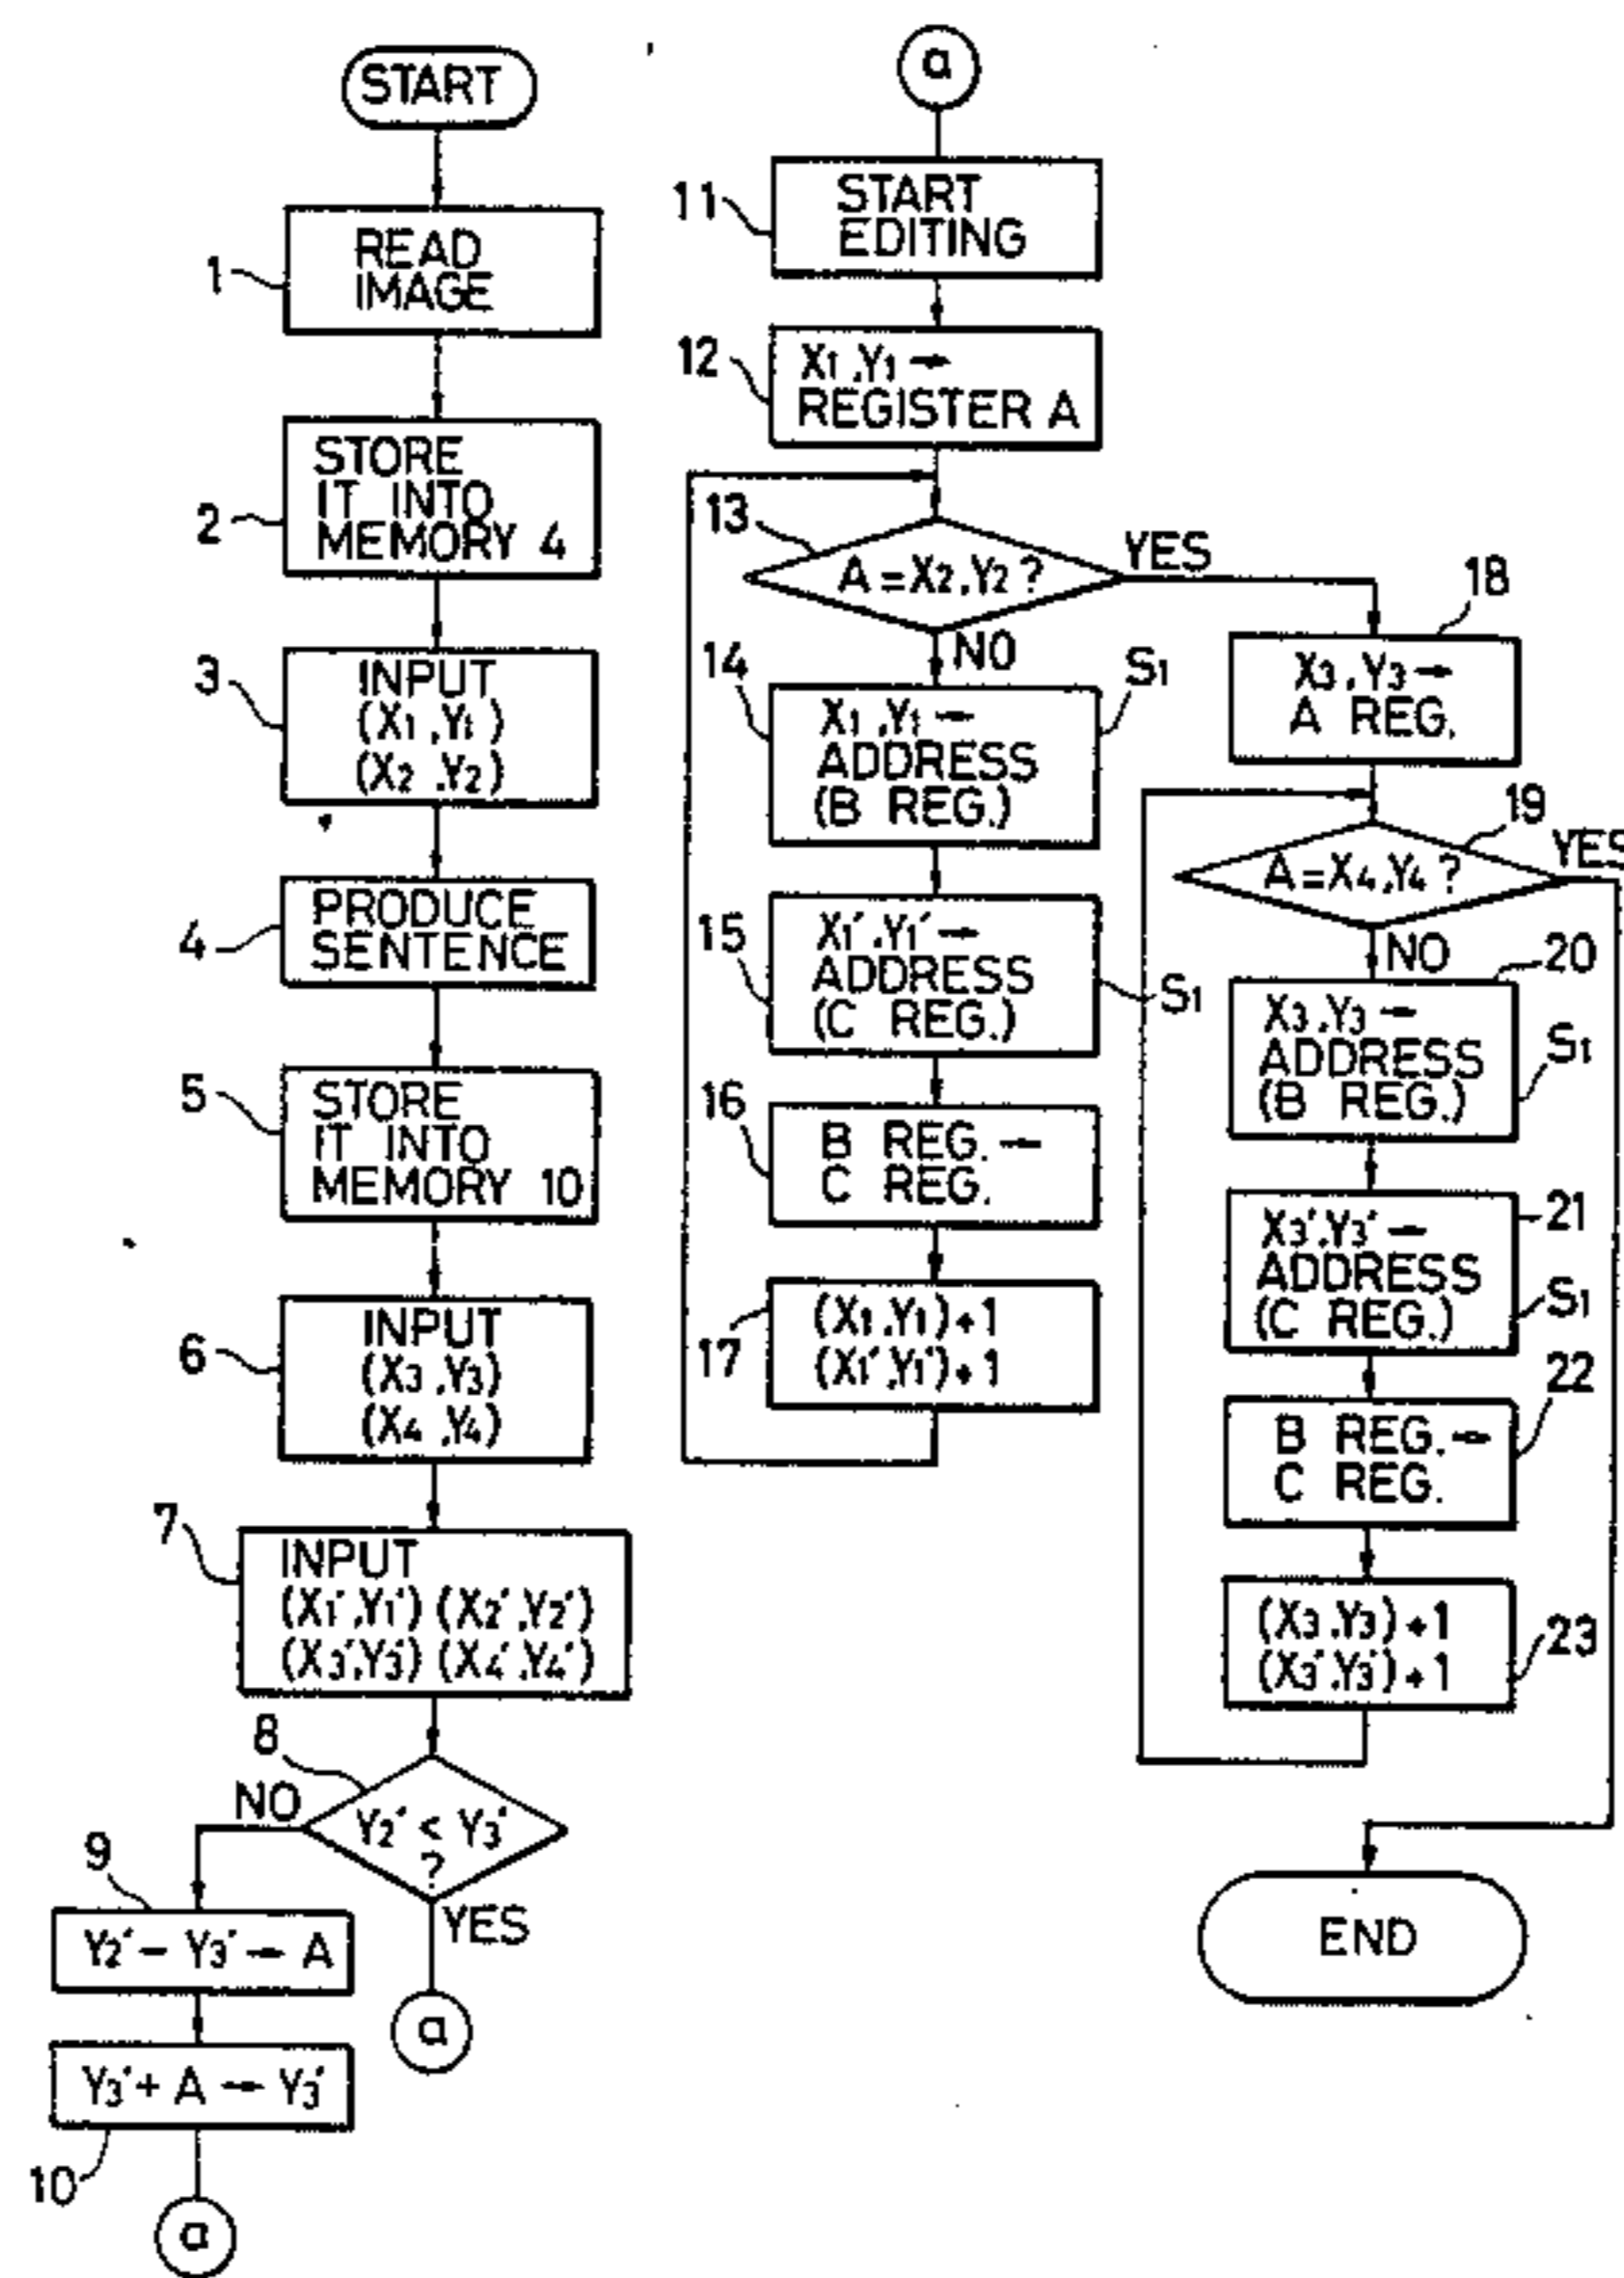 START
1
READ
IMAGE
2
STORE
IT INTO
MEMORY 4
3
INPUT
(X1,Y1)
(X2,Y2)
4
PRODUCE
SENTENCE
5
STORE
IT INTO
MEMORY 10
6
INPUT
(X3,Y3)
(X4,Y4)
7
INPUT
(X1',Y1') (X2',Y2')
(X3',Y3') (X4',Y4')
8
Y2' < Y3'
?
NO
YES
a
9
Y2' - Y3' → A
10
Y3' + A → Y3'
a
a
11
START
EDITING
12
X1,Y1 →
REGISTER A
13
A = X2,Y2 ?
YES
NO
14
X1,Y1 →
ADDRESS
(B REG.)
S1
15
X1',Y1' →
ADDRESS
(C REG.)
S1
16
B REG. →
C REG.
17
(X1,Y1)+1
(X1',Y1')+1
18
X3,Y3 →
A REG.
19
A = X4,Y4 ?
YES
NO
20
X3,Y3 →
ADDRESS
(B REG.)
S1
21
X3',Y3' →
ADDRESS
(C REG.)
S1
22
B REG. →
C REG.
23
(X3,Y3)+1
(X3',Y3')+1
END